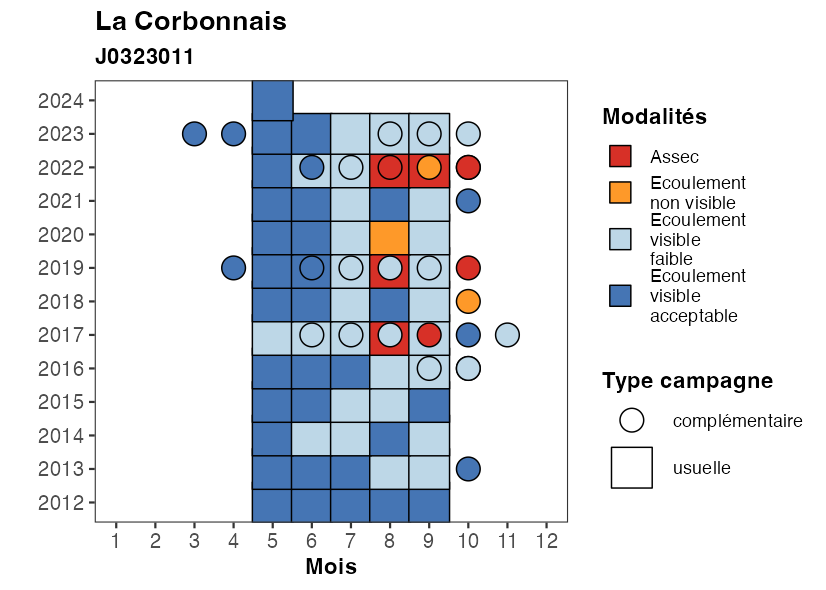 La Corbonnais
J0323011
2024
2023
2022
2021
2020
2019
2018
2017
2016
2015
2014
2013
2012
1 2 3 4 5 6 7 8 9 10 11 12
Mois
Modalités
Assec
Ecoulement
non visible
Ecoulement
visible
faible
Ecoulement
visible
acceptable
Type campagne
complémentaire
usuelle